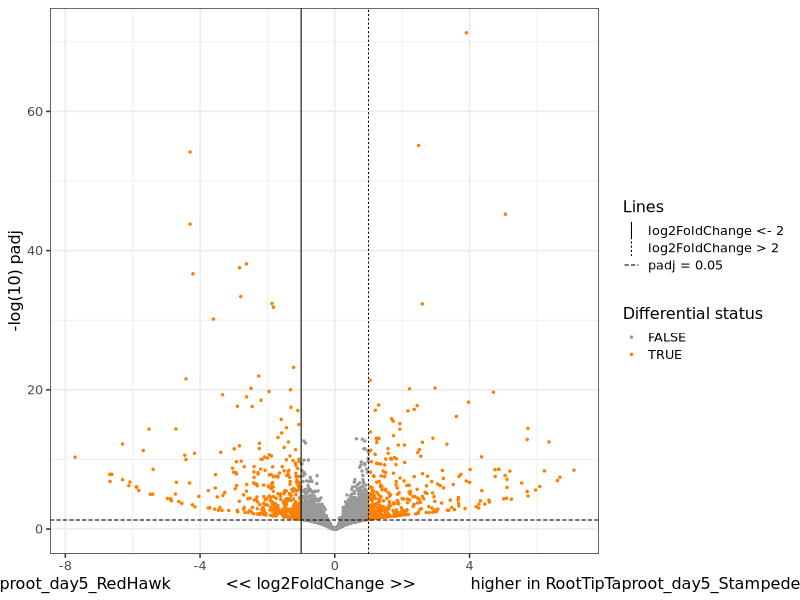 60
40
20
0
-log(10) padj
-8
-4
0
4
proot_day5_RedHawk << log2FoldChange >> higher in RootTipTaproot_day5_Stampede
Lines
log2FoldChange <- 2
log2FoldChange > 2
padj = 0.05
Differential status
FALSE
TRUE